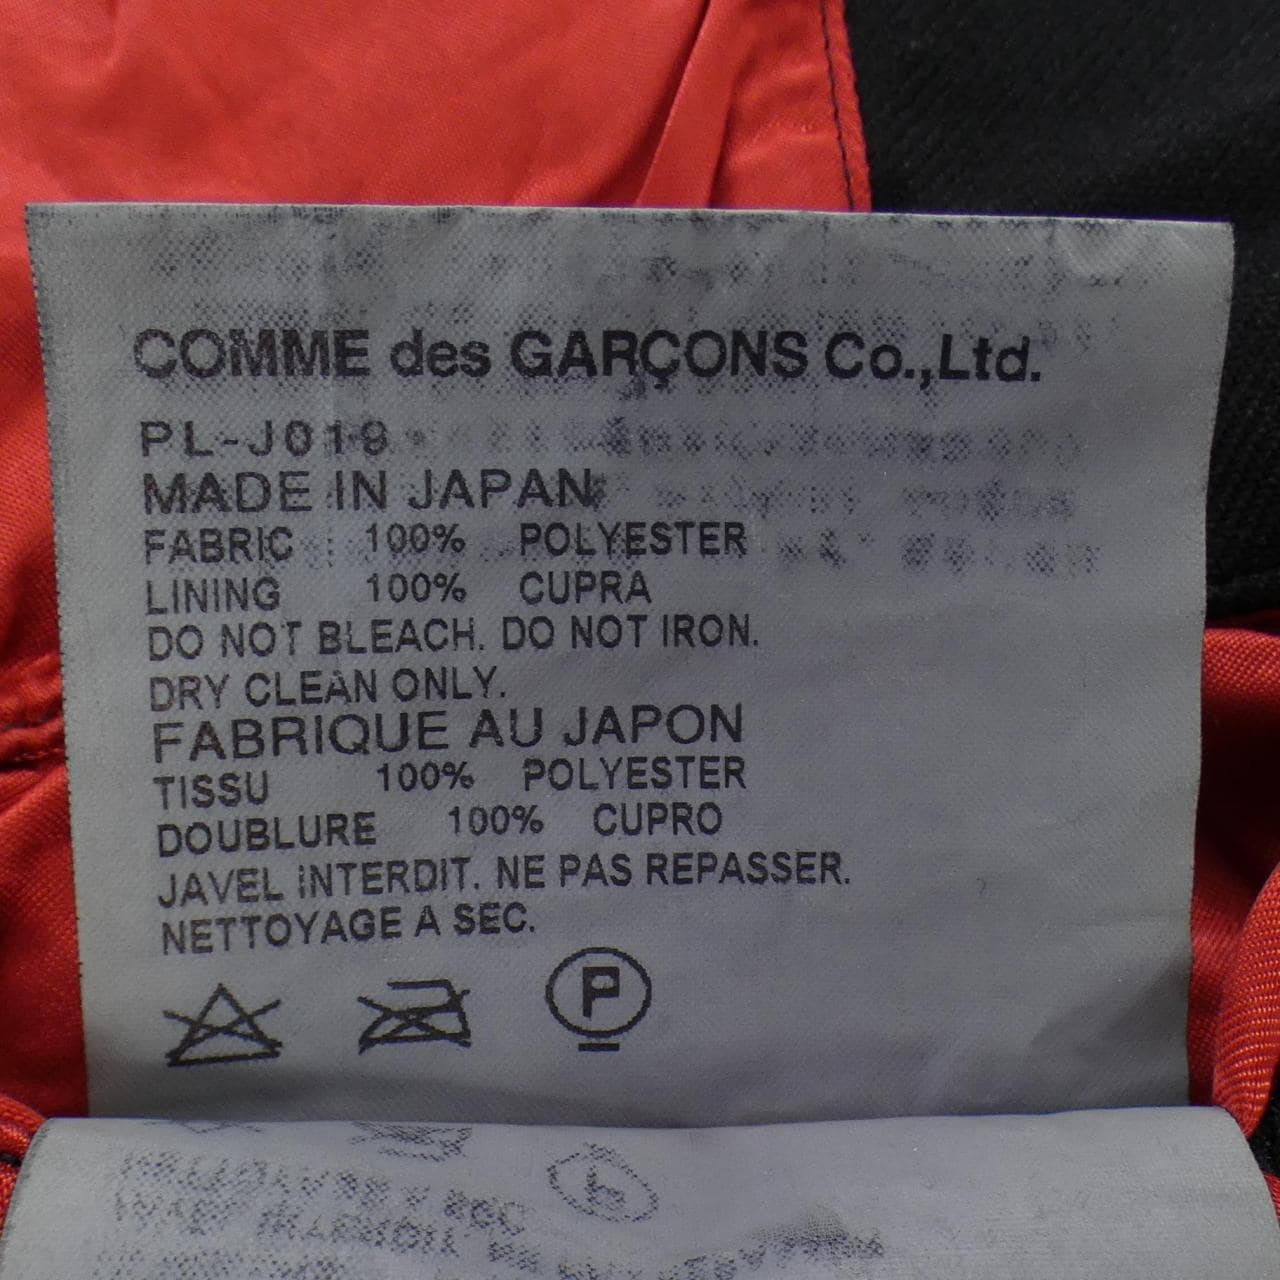 COMME des GARÇONS Co.,Ltd.
PL-J019
MADE IN JAPAN
FABRIC 100% POLYESTER
LINING 100% CUPRA
DO NOT BLEACH. DO NOT IRON.
DRY CLEAN ONLY.
FABRIQUE AU JAPON
TISSU 100% POLYESTER
DOUBLURE 100% CUPRO
JAVEL INTERDIT. NE PAS REPASSER.
NETTOYAGE A SEC.
P